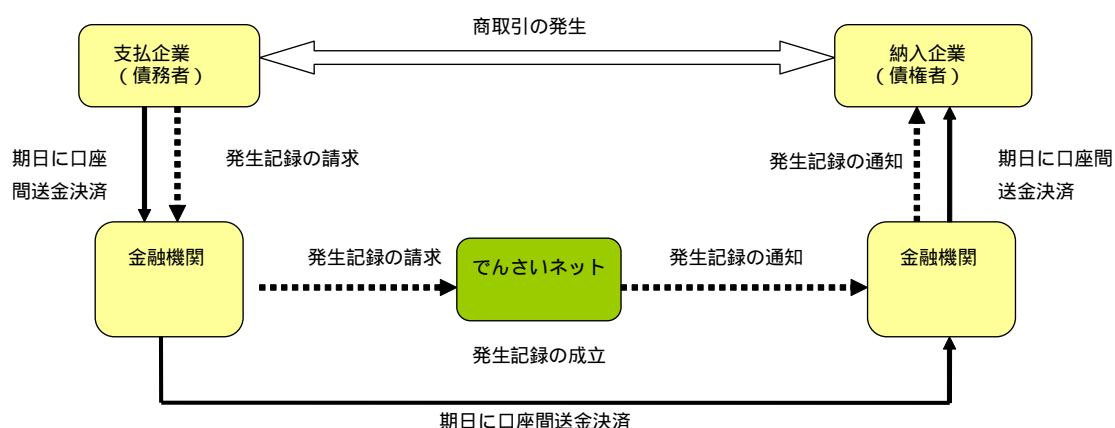 商取引の発生
支払企業
（債務者）
納入企業
（債権者）
期日に口座
間送金決済
発生記録の請求
発生記録の通知
期日に口座間
送金決済
金融機関
発生記録の請求
でんさいネット
発生記録の通知
金融機関
発生記録の成立
期日に口座間送金決済